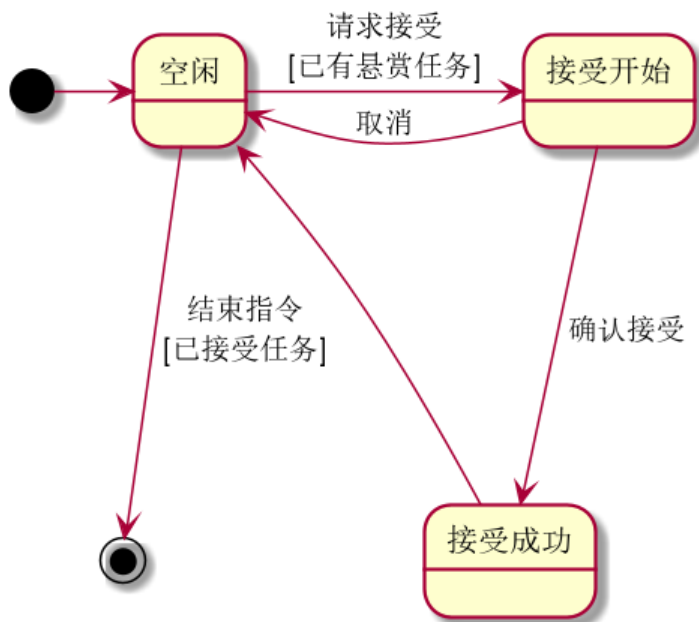 请求接受
[已有悬赏任务]
空闲
接受开始
取消
结束指令
[已接受任务]
确认接受
接受成功